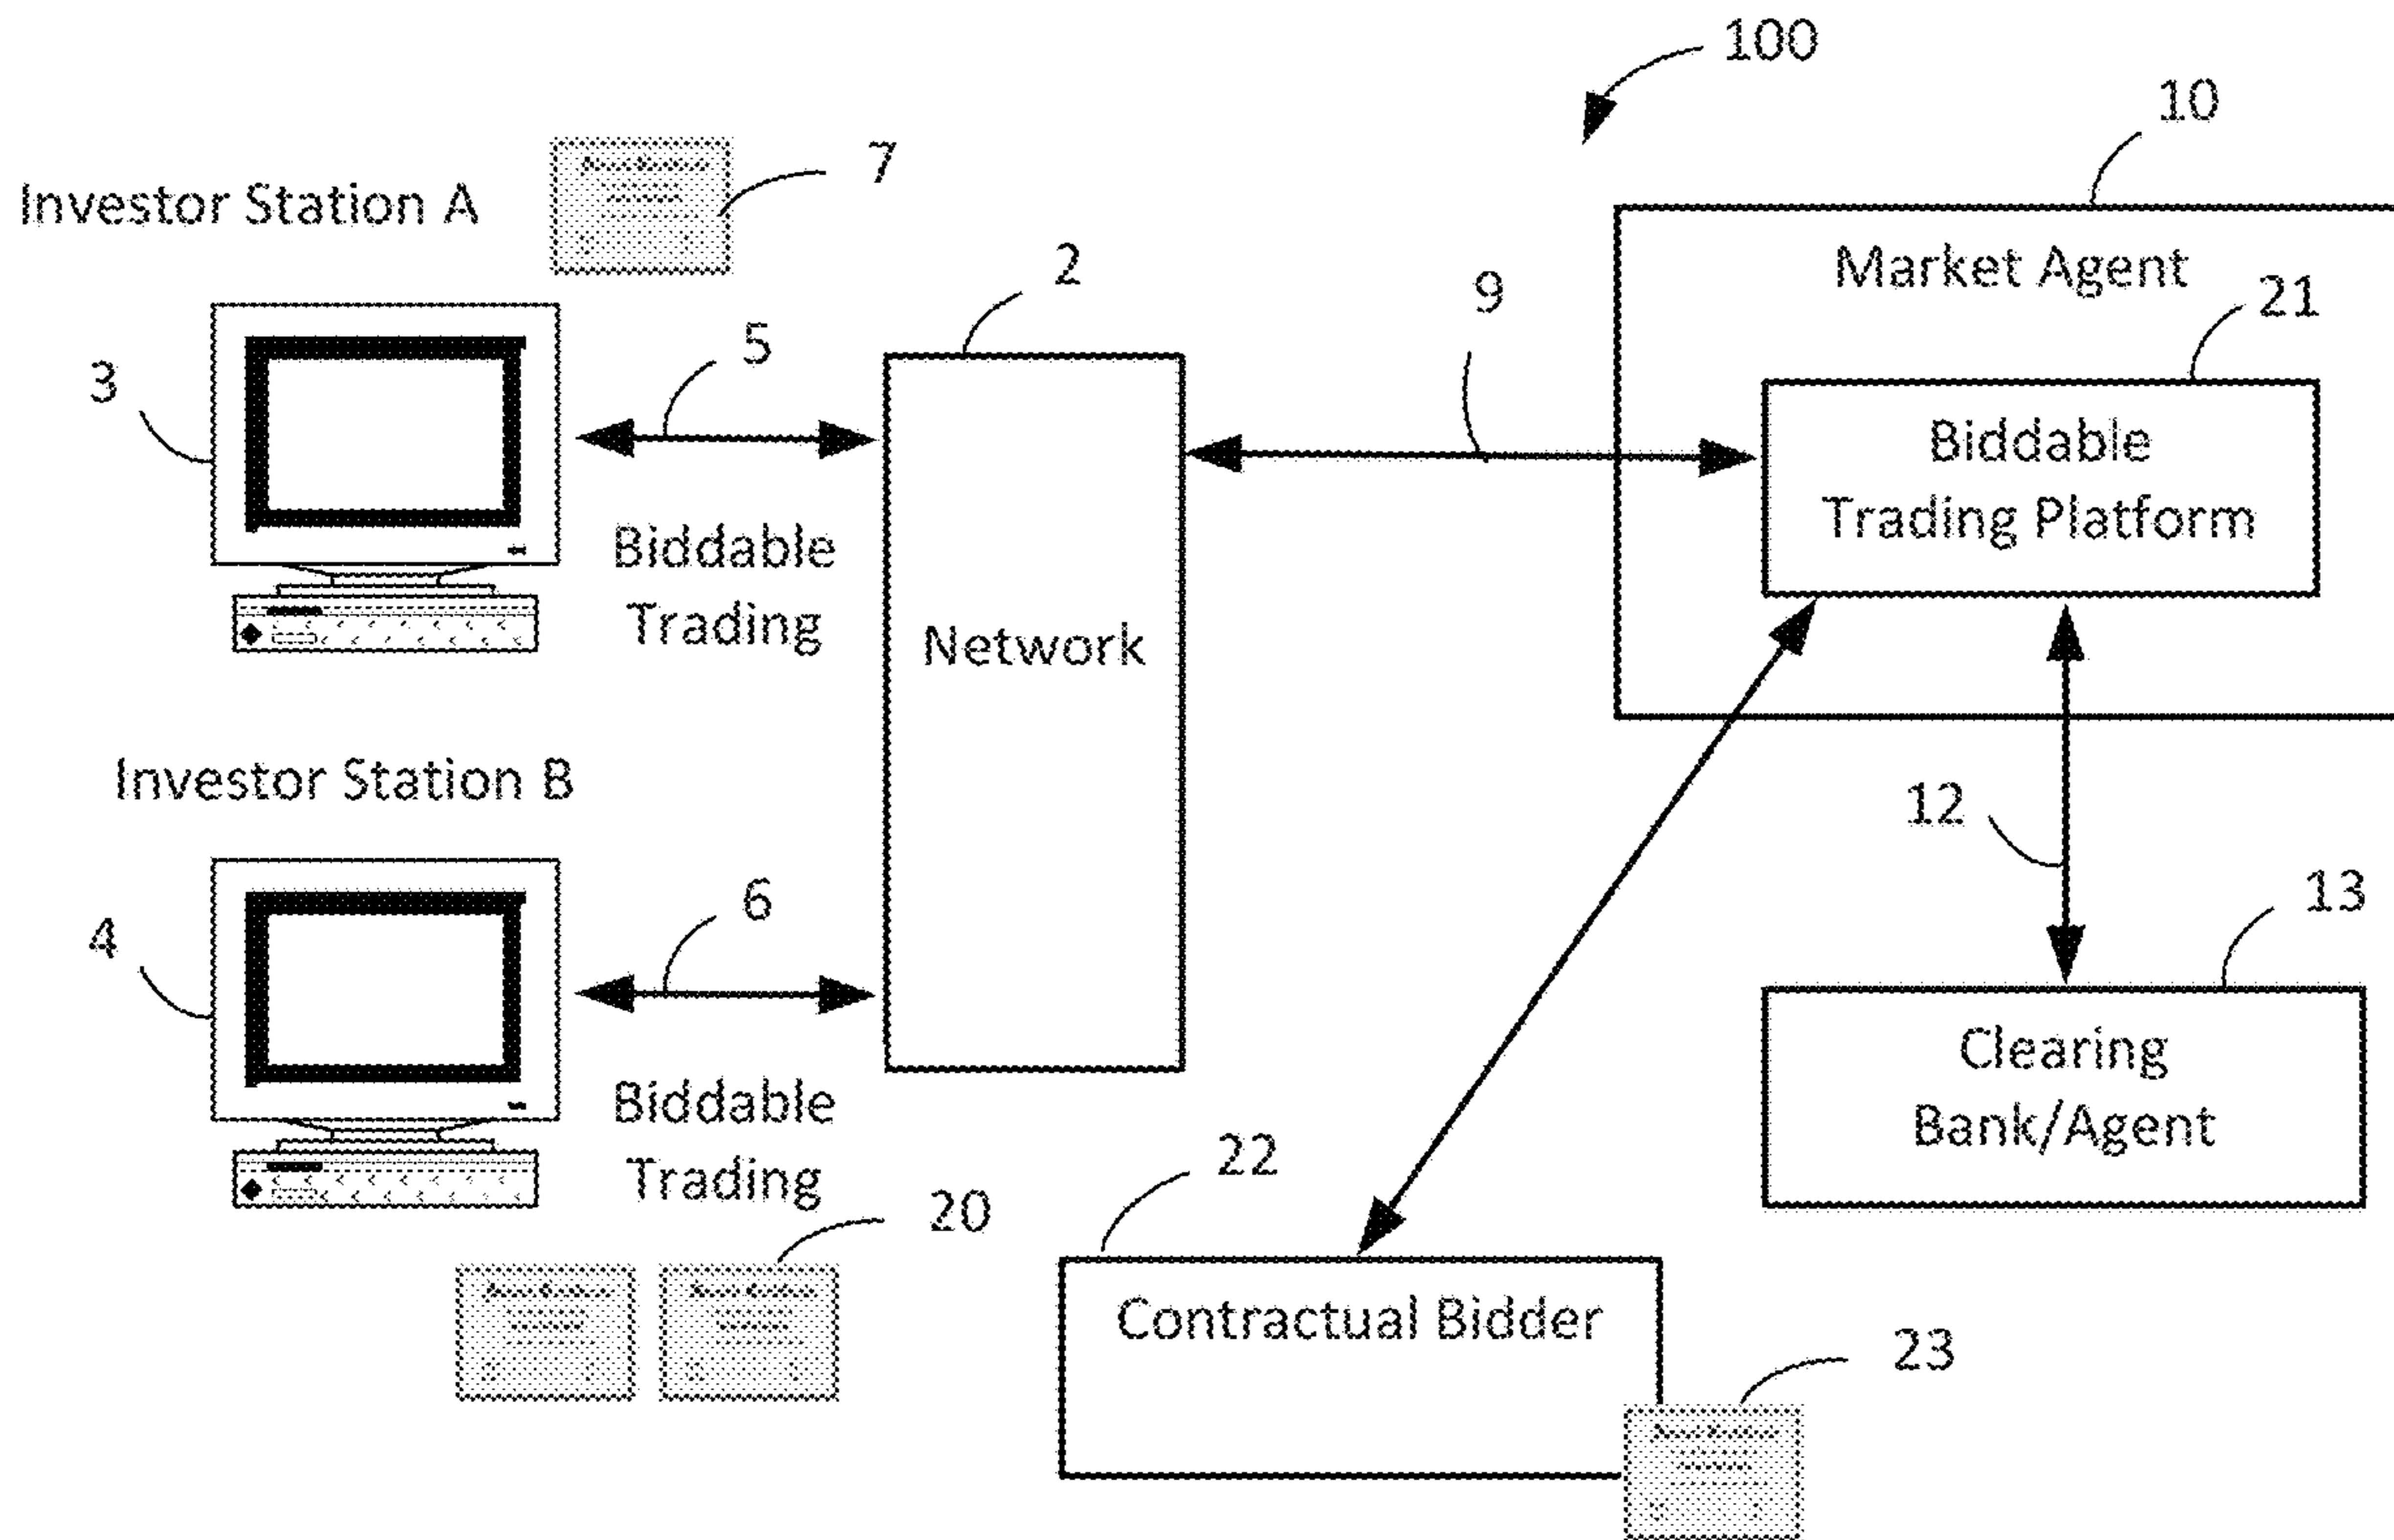 100
10
Investor Station A
7
Market Agent
2
9
21
5
3
Biddable
Trading Platform
Biddable
Trading
Network
Investor Station B
12
6
13
4
Clearing
Bank/Agent
Biddable
Trading
22
20
Contractual Bidder
23